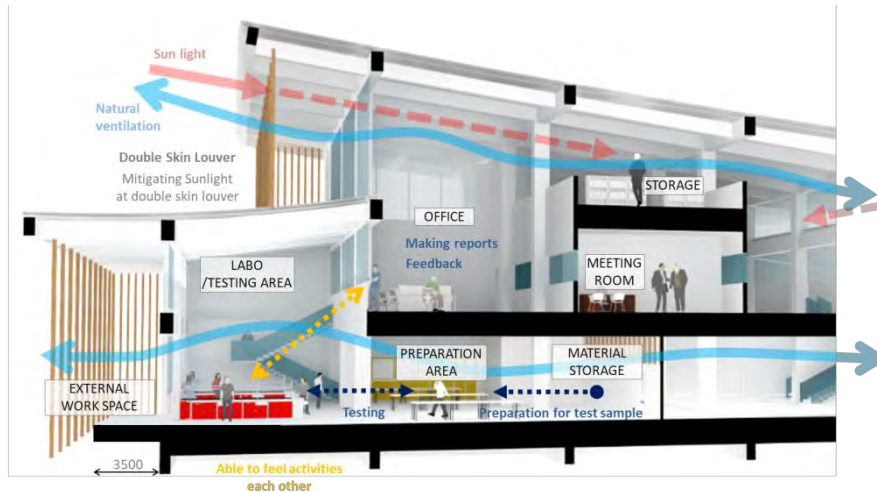 Sun light
Natural
ventilation
Double Skin Louver
Mitigating Sunlight
at double skin louver
STORAGE
OFFICE
Making reports
Feedback
LABO
/TESTING AREA
MEETING
ROOM
PREPARATION
AREA
MATERIAL
STORAGE
EXTERNAL
WORK SPACE
Testing
Preparation for test sample
3500
Able to feel activities
each other